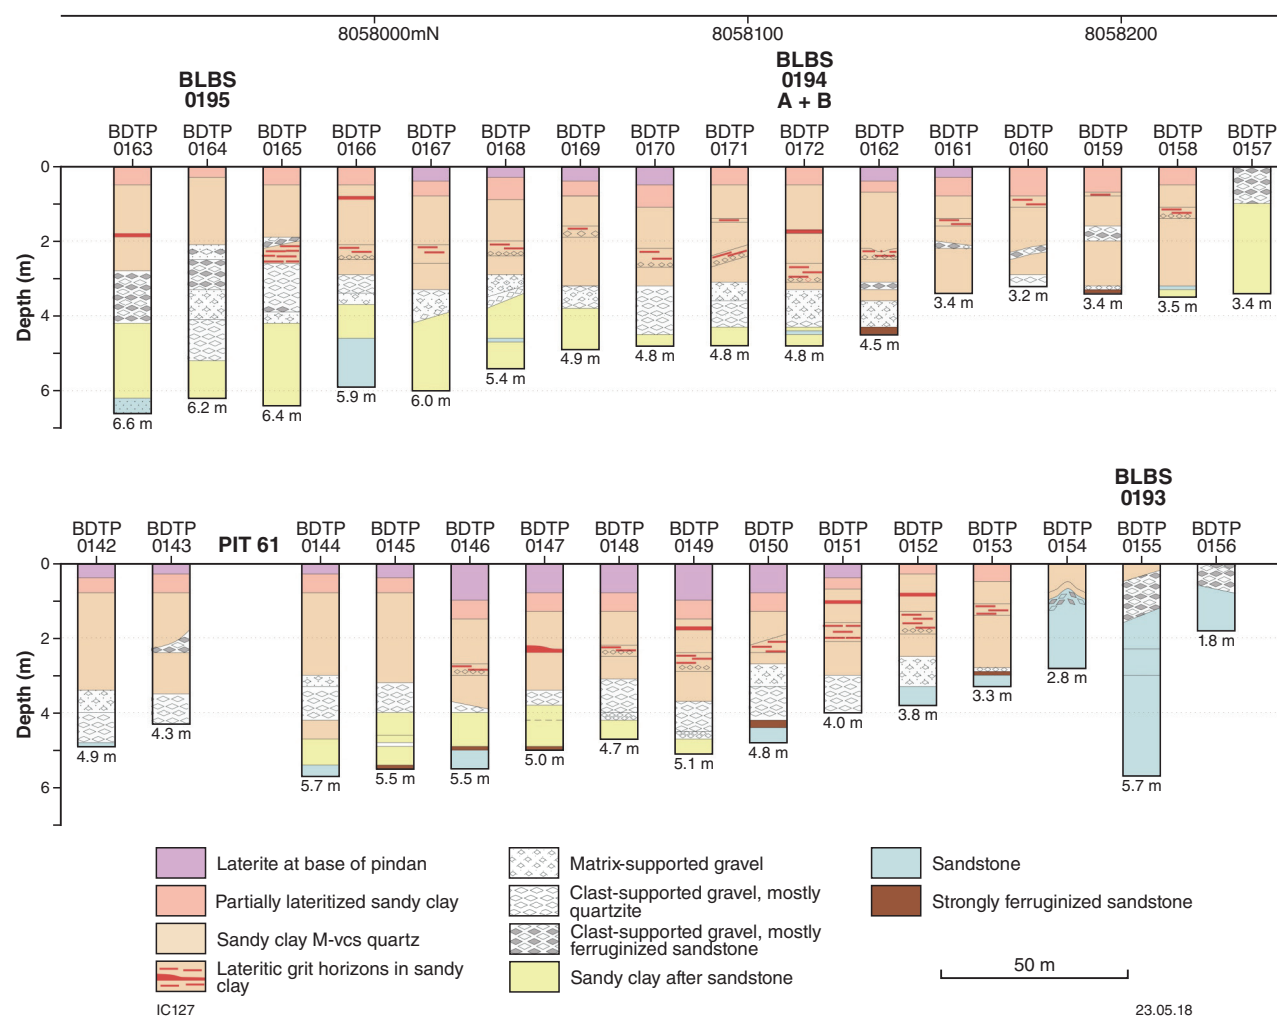 8058000mN 8058100 8058200
BLBS
0195
BLBS
0194
A + B
BDTP BDTP BDTP BDTP BDTP BDTP BDTP BDTP BDTP BDTP BDTP BDTP BDTP BDTP BDTP BDTP
0163 0164 0165 0166 0167 0168 0169 0170 0171 0172 0162 0161 0160 0159 0158 0157
0
2
4
6
Depth (m)
6.6 m 6.2 m 6.4 m 5.9 m 6.0 m 5.4 m 4.9 m 4.8 m 4.8 m 4.8 m 4.5 m 3.4 m 3.2 m 3.4 m 3.5 m 3.4 m
BLBS
0193
BDTP BDTP BDTP BDTP BDTP BDTP BDTP BDTP BDTP BDTP BDTP BDTP BDTP BDTP BDTP
0142 0143 PIT 61 0144 0145 0146 0147 0148 0149 0150 0151 0152 0153 0154 0155 0156
0
2
4
6
Depth (m)
4.9 m 4.3 m 5.7 m 5.5 m 5.5 m 5.0 m 4.7 m 5.1 m 4.8 m 4.0 m 3.8 m 3.3 m 2.8 m 5.7 m 1.8 m
Laterite at base of pindan
Partially lateritized sandy clay
Sandy clay M-vcs quartz
Lateritic grit horizons in sandy
clay
Matrix-supported gravel
Clast-supported gravel, mostly
quartzite
Clast-supported gravel, mostly
ferruginized sandstone
Sandy clay after sandstone
Sandstone
Strongly ferruginized sandstone
50 m
IC127
23.05.18